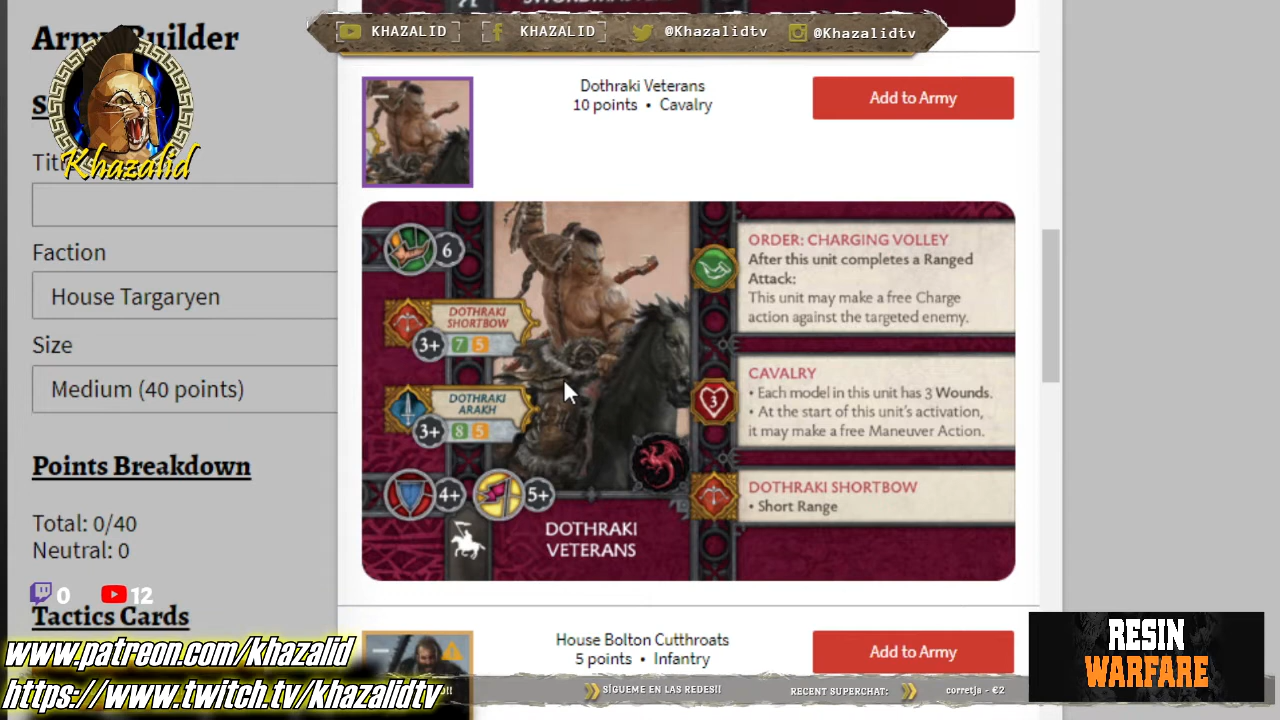 SWORDMASTERS
Army Builder
KHAZALID
KHAZALID
@Khazalidtv
@Khazalidtv
Dothraki Veterans
10 points • Cavalry
Add to Army
S
Khazalid
Titl
Faction
House Targaryen
Size
Medium (40 points)
Points Breakdown
Total: 0/40
Neutral: 0
0
12
Tactics Cards
6
DOTHRAKI
SHORTBOW
3+ 7 5
DOTHRAKI
ARAKH
3+ 8 5
4+ 5+
DOTHRAKI
VETERANS
ORDER: CHARGING VOLLEY
After this unit completes a Ranged
Attack:
This unit may make a free Charge
action against the targeted enemy.
3
CAVALRY
• Each model in this unit has 3 Wounds.
• At the start of this unit's activation,
it may make a free Maneuver Action.
DOTHRAKI SHORTBOW
• Short Range
House Bolton Cutthroats
5 points • Infantry
Add to Army
RESIN
WARFARE
www.patreon.com/khazalid
https://www.twitch.tv/khazalidtv
SÍGUEME EN LAS REDES!!
RECENT SUPERCHAT:
corretja - €2